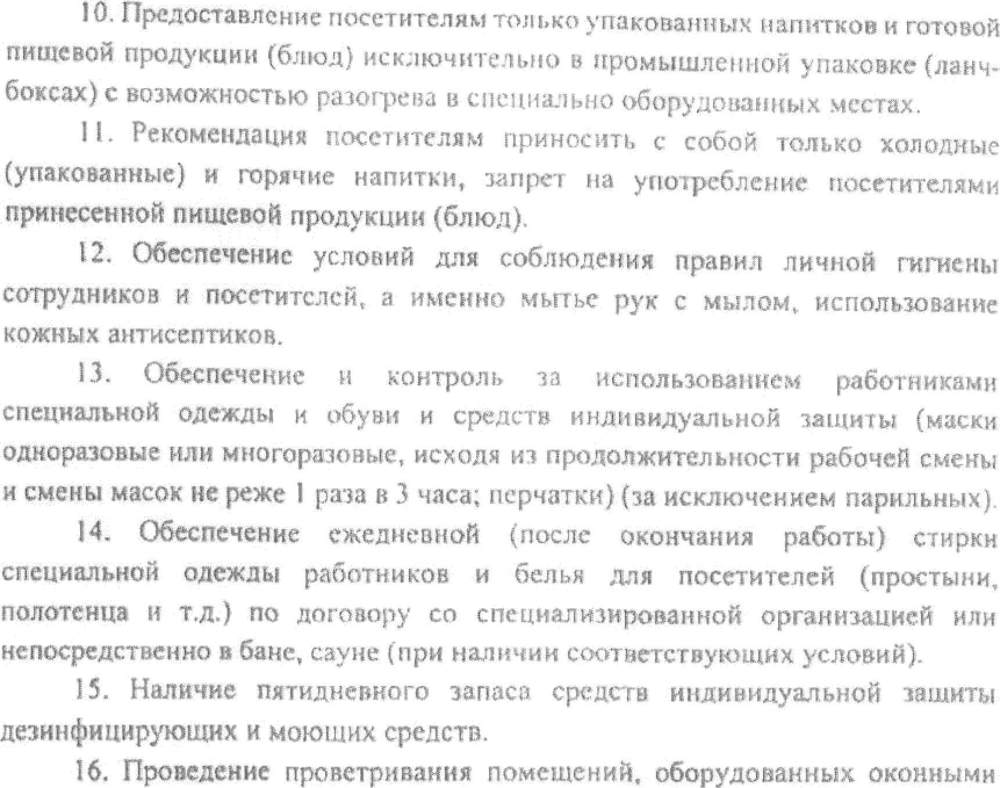 10. Предоставление посетителям только упакованных напитков и готовой
пищевой продукции (блюд) исключительно в промышленной упаковке (ланч-
боксах) с возможностью разогрева в специально оборудованных местах.
11. Рекомендация посетителям приносить с собой только холодные
(упакованные) и горячие напитки, запрет на употребление посетителями
принесенной пищевой продукции (блюд).
12. Обеспечение условий для соблюдения правил личной гигиены
сотрудников и посетителей, а именно мытье рук с мылом, использование
кожных антисептиков.
13. Обеспечение и контроль за использованием работниками
специальной одежды и обуви и средств индивидуальной защиты (маски
одноразовые или многоразовые, исходя из продолжительности рабочей смены
и смены масок не реже 1 раза в 3 часа; перчатки) (за исключением парильных).
14. Обеспечение ежедневной (после окончания работы) стирки
специальной одежды работников и белья для посетителей (простыни,
полотенца и т.д.) по договору со специализированной организацией или
непосредственно в бане, сауне (при наличии соответствующих условий).
15. Наличие пятидневного запаса средств индивидуальной защиты
дезинфицирующих и моющих средств.
16. Проведение проветривания помещений, оборудованных оконными